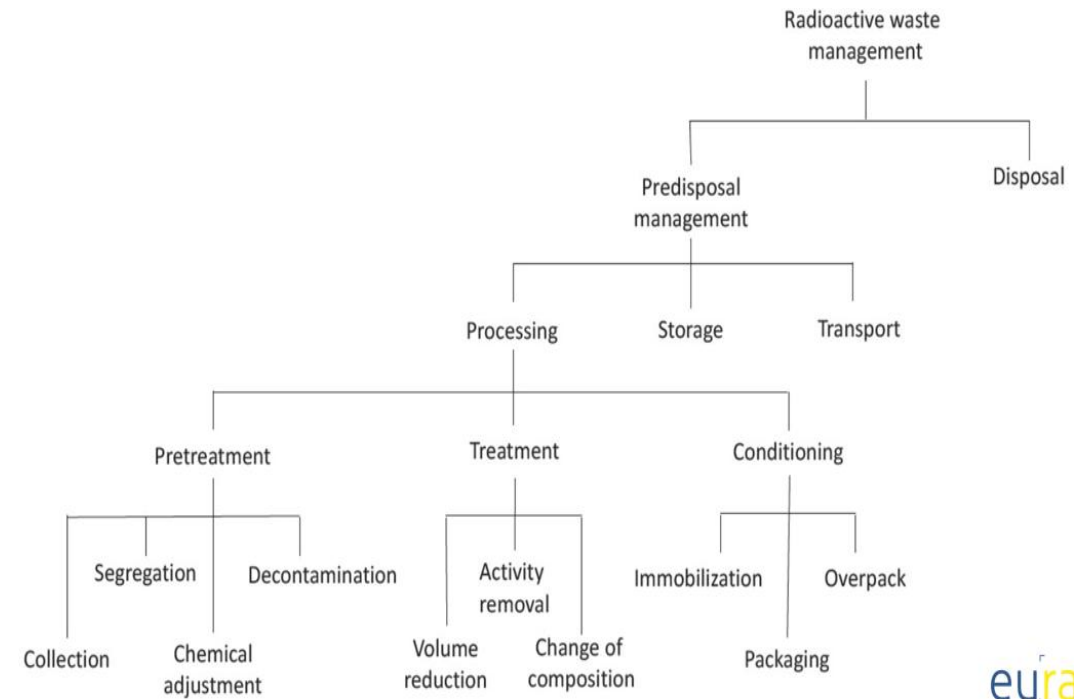 Radioactive waste
management
Disposal
Predisposal
management
Processing
Storage
Transport
Pretreatment
Treatment
Conditioning
Segregation
Decontamination
Activity
removal
Immobilization
Overpack
Collection
Chemical
adjustment
Volume
reduction
Change of
composition
Packaging
eura